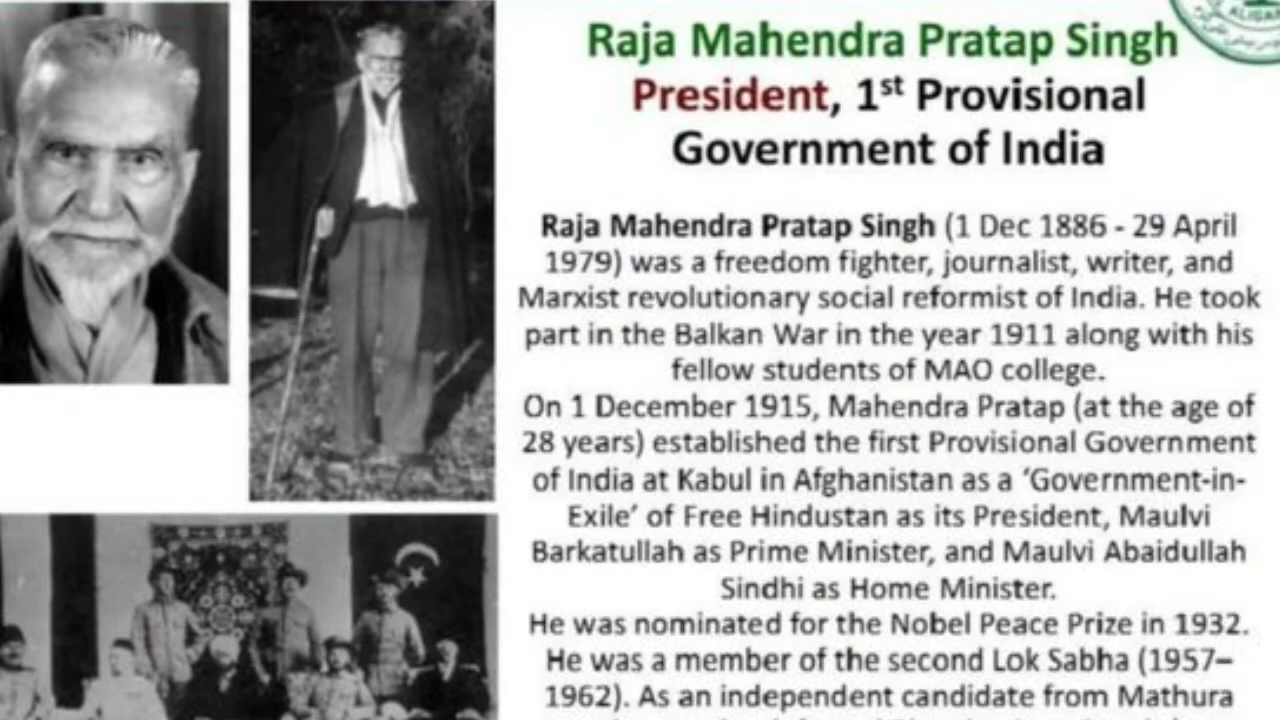 ALIGA
Raja Mahendra Pratap Singh
President, 1st Provisional
Government of India
Raja Mahendra Pratap Singh (1 Dec 1886 - 29 April
1979) was a freedom fighter, journalist, writer, and
Marxist revolutionary social reformist of India. He took
part in the Balkan War in the year 1911 along with his
fellow students of MAO college.
On 1 December 1915, Mahendra Pratap (at the age of
28 years) established the first Provisional Government
of India at Kabul in Afghanistan as a ‘Government-in-
Exile’ of Free Hindustan as its President, Maulvi
Barkatullah as Prime Minister, and Maulvi Abaidullah
Sindhi as Home Minister.
He was nominated for the Nobel Peace Prize in 1932.
He was a member of the second Lok Sabha (1957–
1962). As an independent candidate from Mathura